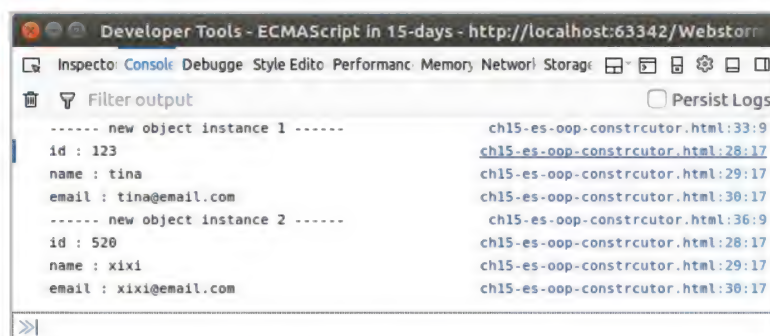 Developer Tools - ECMAScript in 15-days - http://localhost:63342/Webstorm
Inspecto Console Debugge Style Edito Performanc Memory Network Storage
Filter output Persist Logs
------ new object instance 1 ------ ch15-es-oop-constrcutor.html:33:9
id : 123 ch15-es-oop-constrcutor.html:28:17
name : tina ch15-es-oop-constrcutor.html:29:17
email : tina@email.com ch15-es-oop-constrcutor.html:30:17
------ new object instance 2 ------ ch15-es-oop-constrcutor.html:36:9
id : 520 ch15-es-oop-constrcutor.html:28:17
name : xixi ch15-es-oop-constrcutor.html:29:17
email : xixi@email.com ch15-es-oop-constrcutor.html:30:17
≫